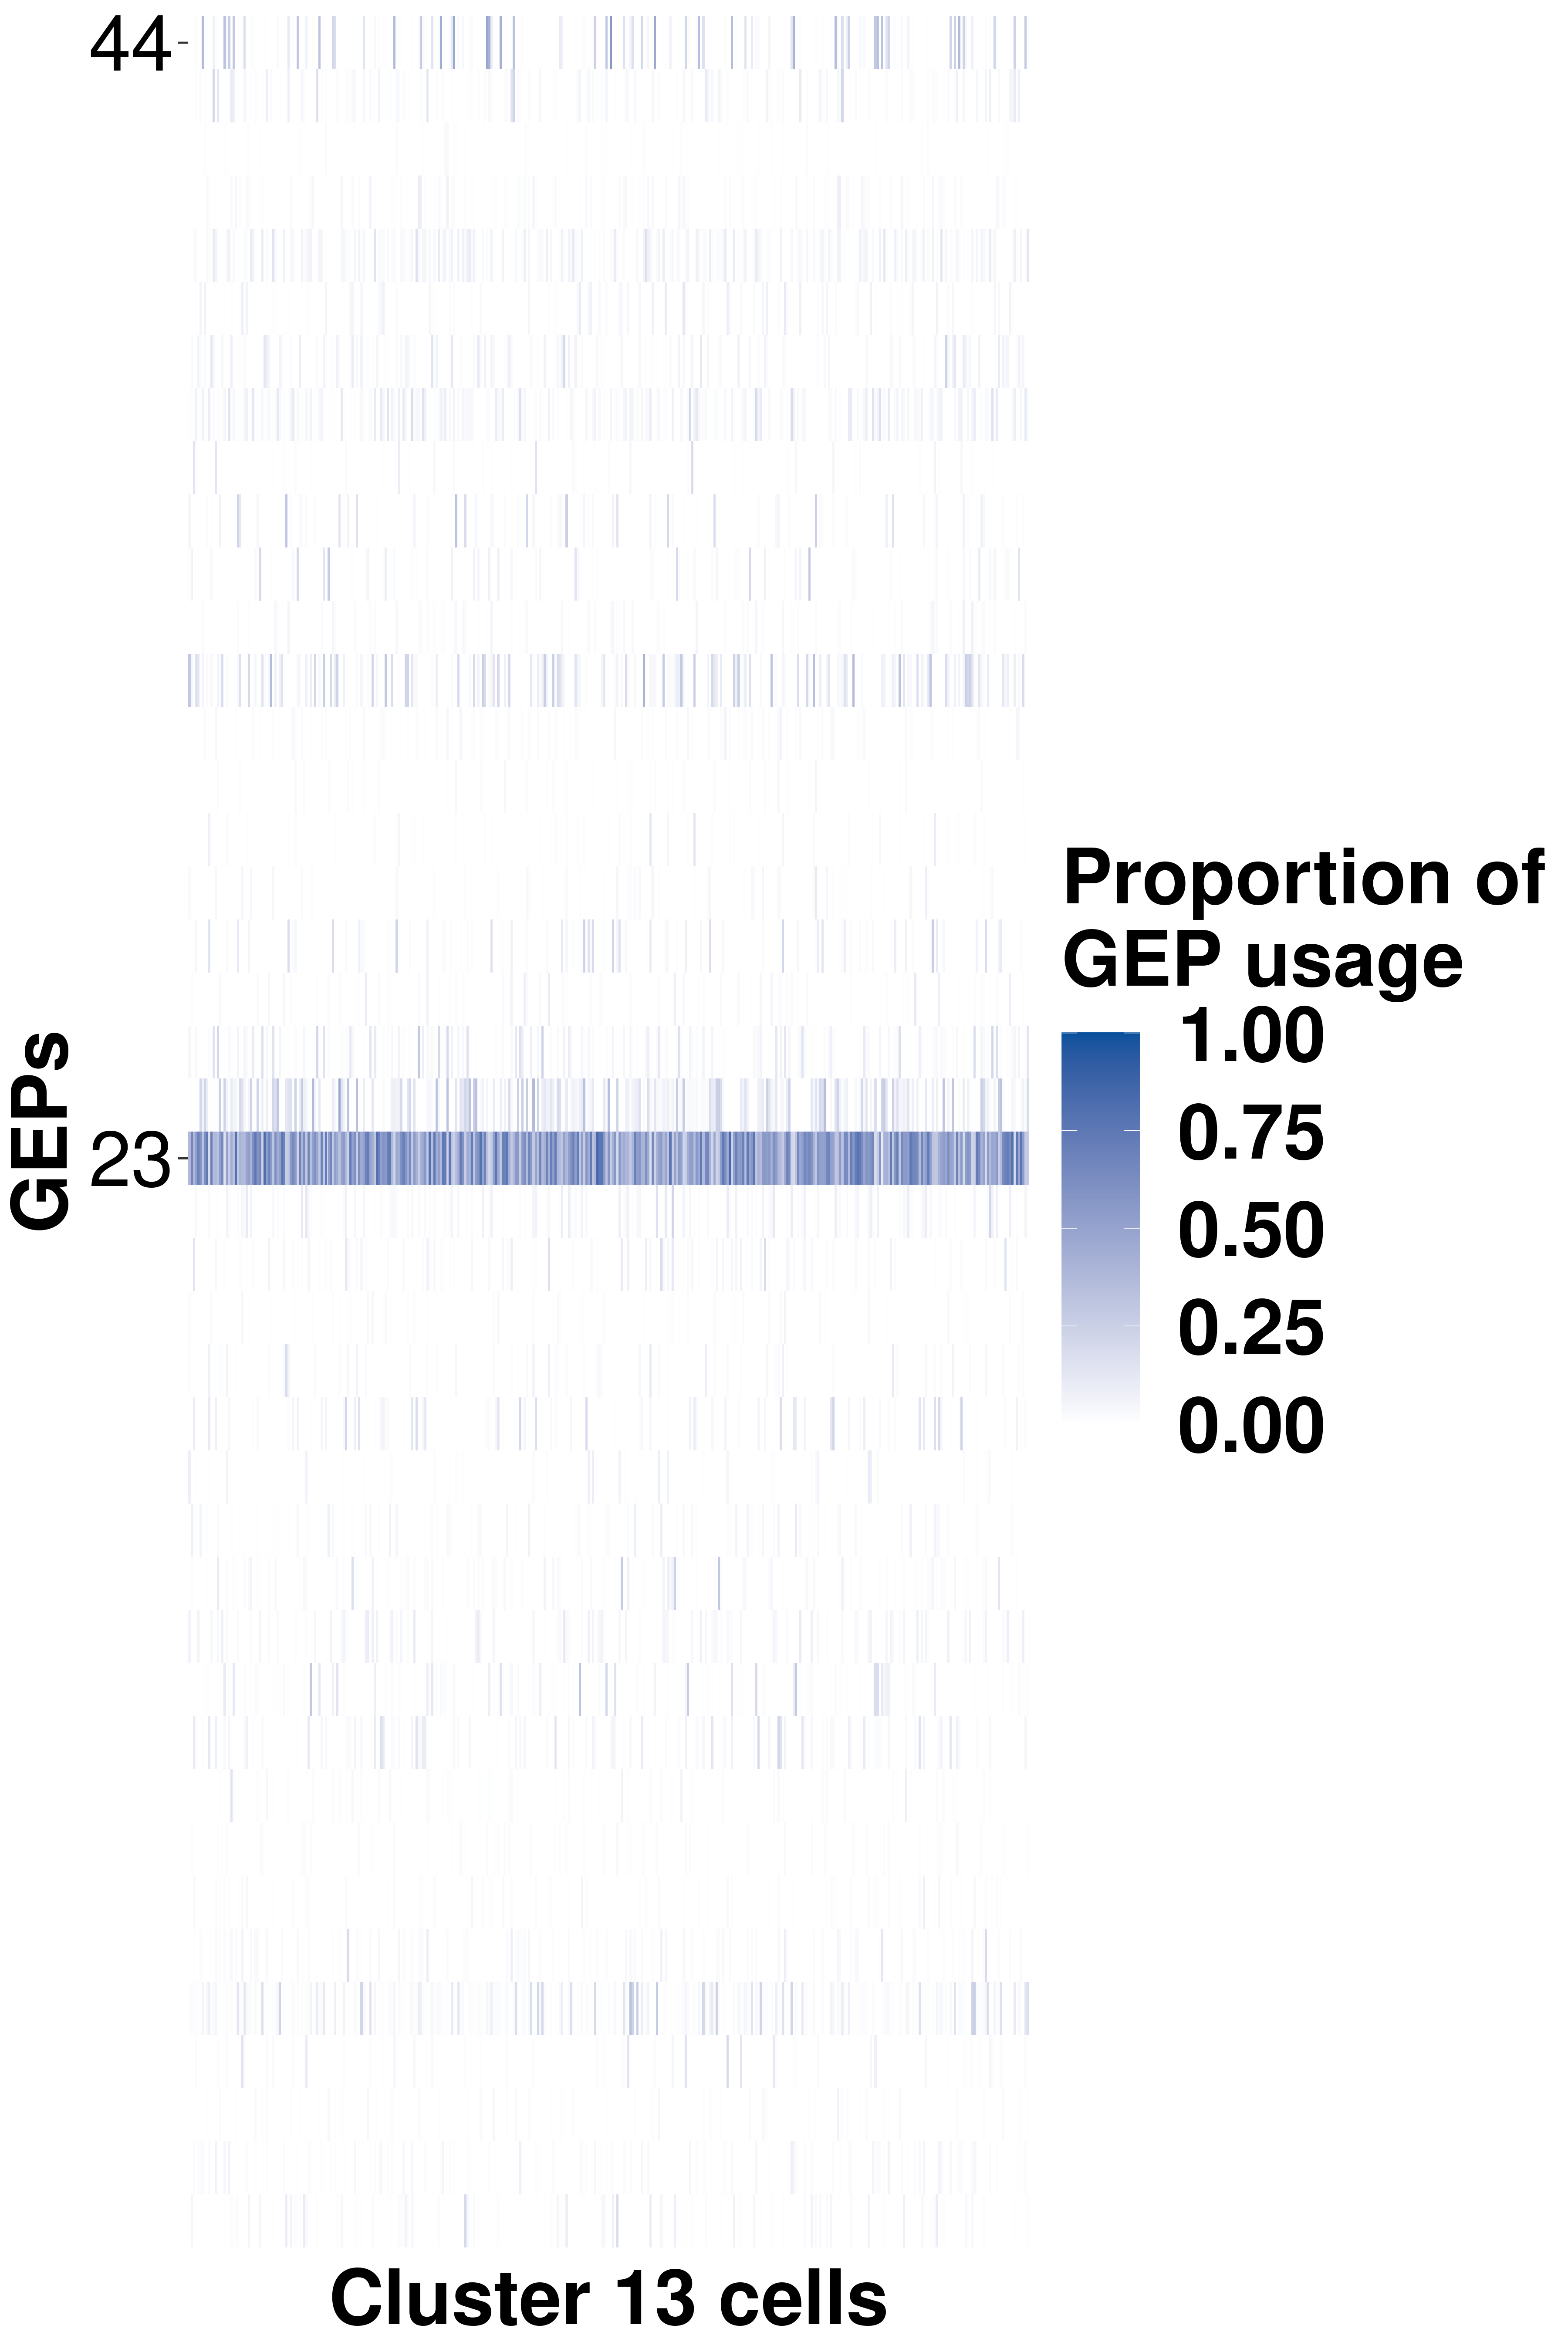 44
GEPs
23
Proportion of
GEP usage
1.00
0.75
0.50
0.25
0.00
Cluster 13 cells